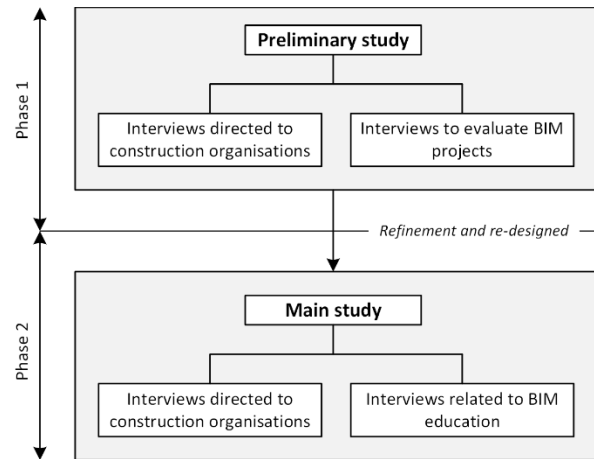 Phase 1
Preliminary study
Interviews directed to
construction organisations
Interviews to evaluate BIM
projects
Refinement and re-designed
Phase 2
Main study
Interviews directed to
construction organisations
Interviews related to BIM
education